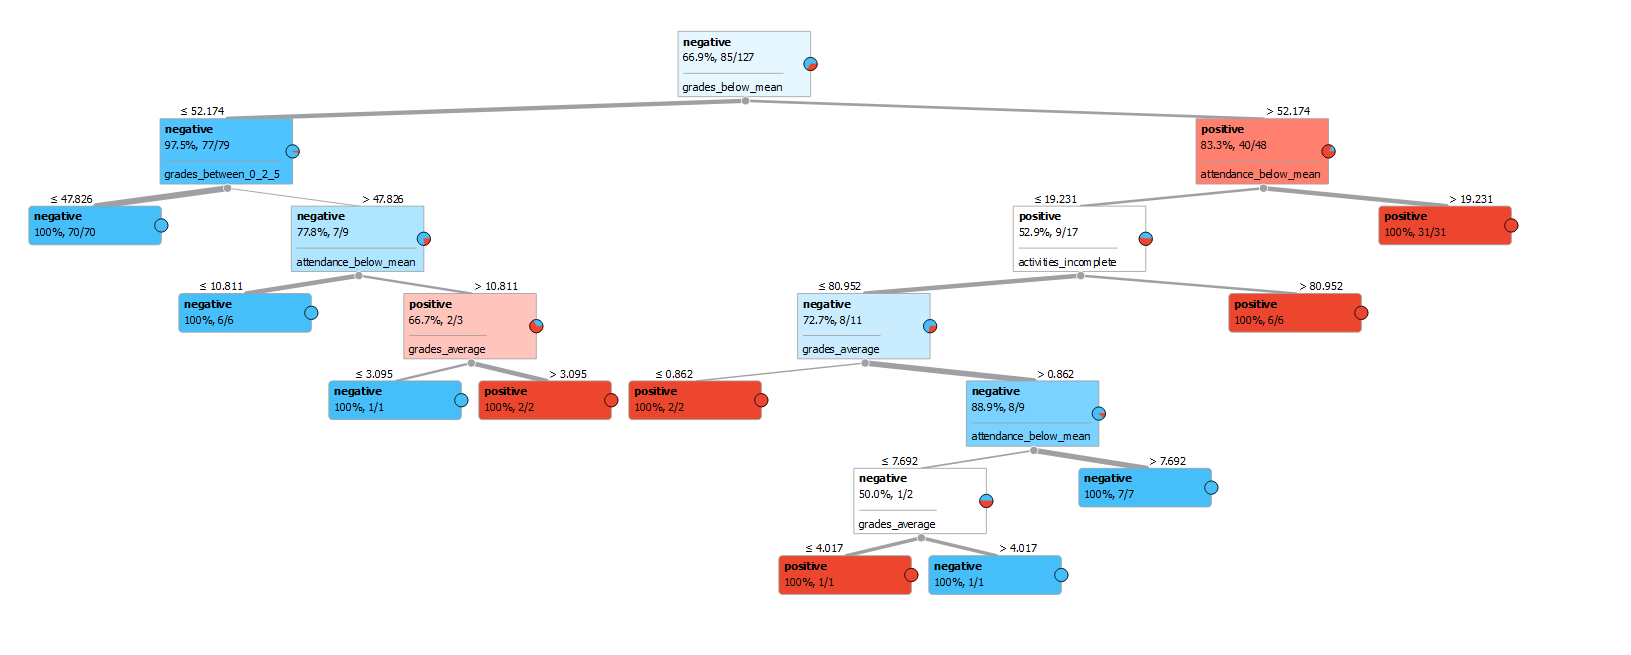 negative
66.9%, 85/127
grades_below_mean
≤ 52.174
> 52.174
negative
97.5%, 77/79
grades_between_0_2_5
positive
83.3%, 40/48
attendance_below_mean
≤ 47.826
> 47.826
≤ 19.231
> 19.231
negative
100%, 70/70
negative
77.8%, 7/9
attendance_below_mean
positive
52.9%, 9/17
activities_incomplete
positive
100%, 31/31
≤ 10.811
> 10.811
≤ 80.952
> 80.952
negative
100%, 6/6
positive
66.7%, 2/3
grades_average
negative
72.7%, 8/11
grades_average
positive
100%, 6/6
≤ 3.095
> 3.095
≤ 0.862
> 0.862
negative
100%, 1/1
positive
100%, 2/2
positive
100%, 2/2
negative
88.9%, 8/9
attendance_below_mean
≤ 7.692
> 7.692
negative
50.0%, 1/2
grades_average
negative
100%, 7/7
≤ 4.017
> 4.017
positive
100%, 1/1
negative
100%, 1/1